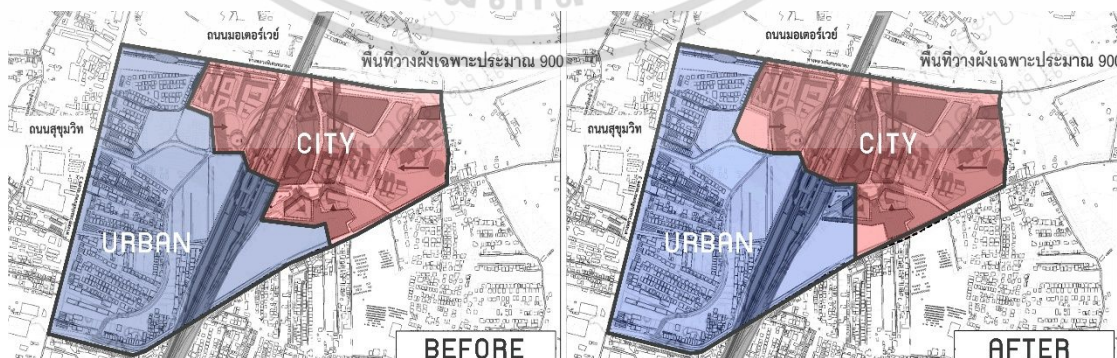 ถนนมอเตอร์เวย์
พื้นที่วางผังเฉพาะประมาณ 900
ถนนสุขุมวิท
CITY
URBAN
BEFORE
ถนนมอเตอร์เวย์
พื้นที่วางผังเฉพาะประมาณ 900
ถนนสุขุมวิท
CITY
URBAN
AFTER